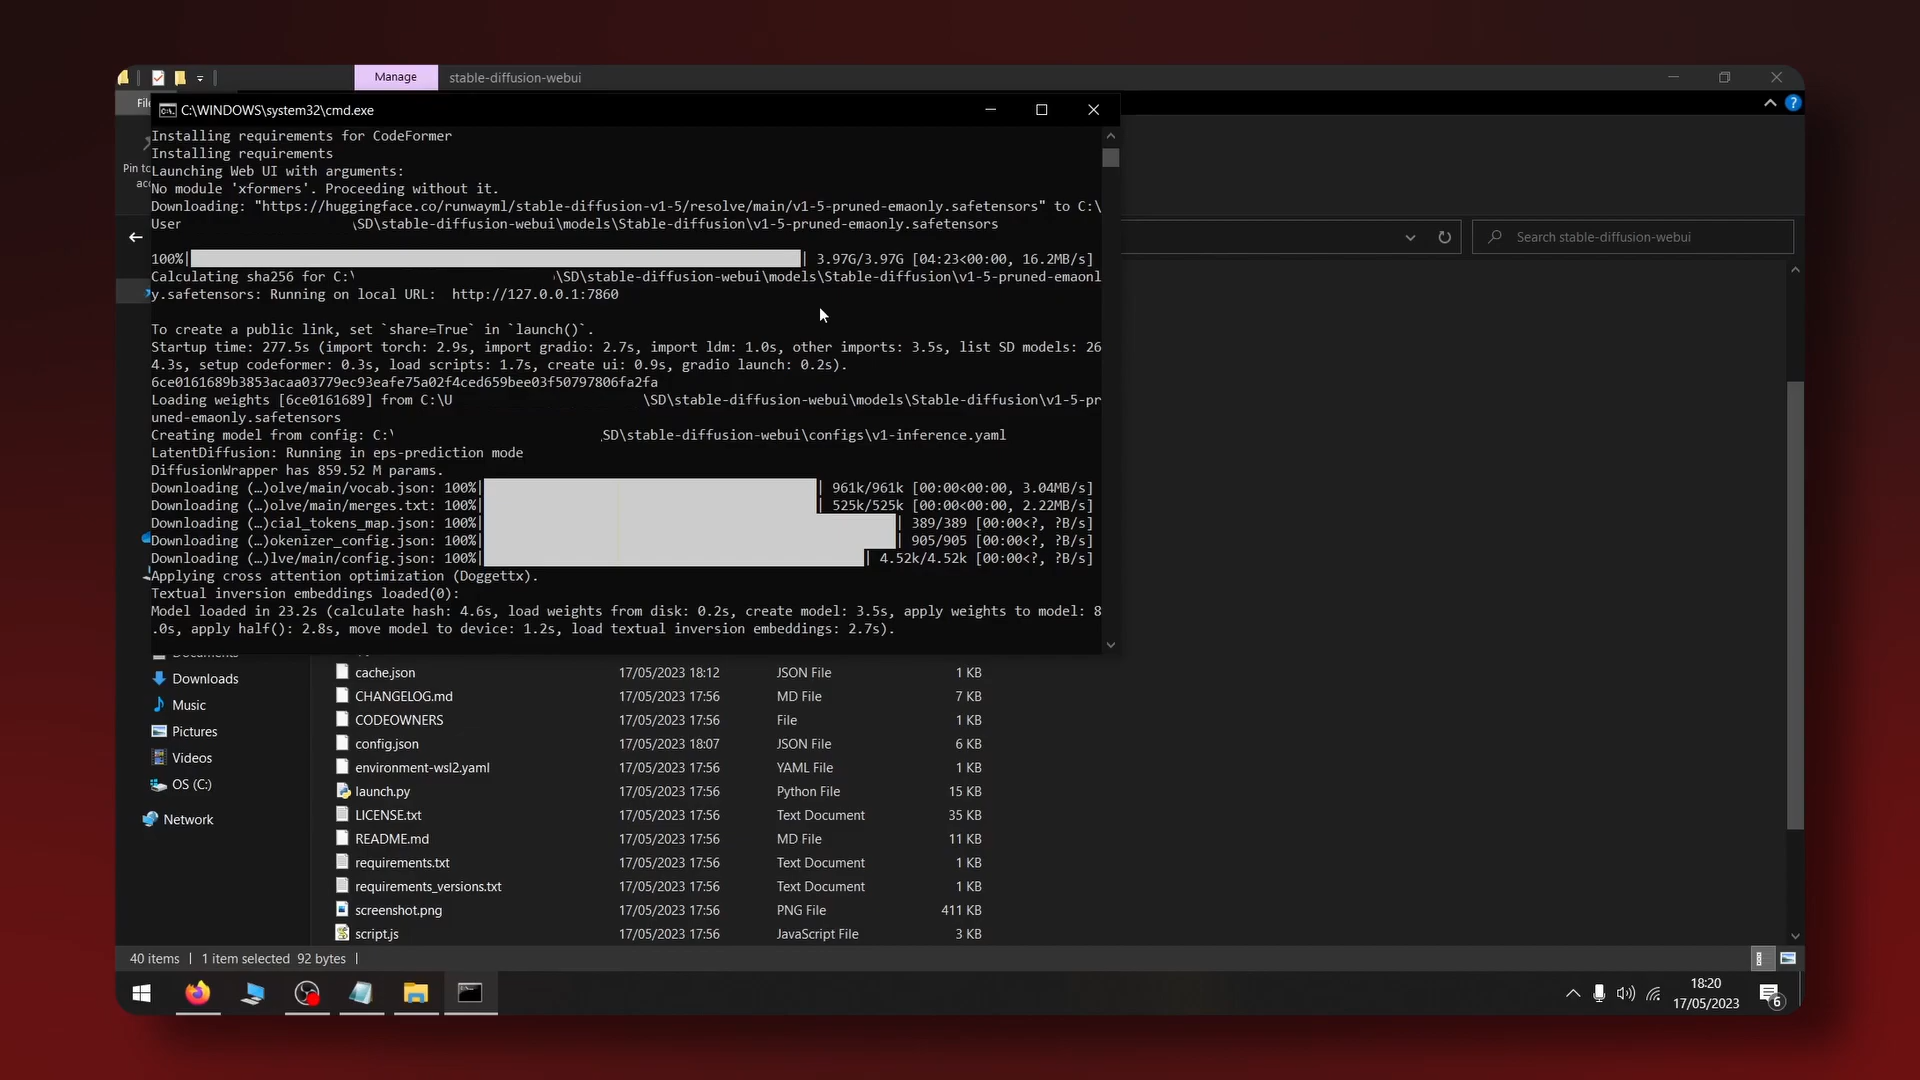 Manage
stable-diffusion-webui
C:\WINDOWS\system32\cmd.exe
Installing requirements for CodeFormer
Installing requirements
Launching Web UI with arguments:
No module 'xformers'. Proceeding without it.
Downloading: "https://huggingface.co/runwayml/stable-diffusion-v1-5/resolve/main/v1-5-pruned-emaonly.safetensors" to C:\
User \SD\stable-diffusion-webui\models\Stable-diffusion\v1-5-pruned-emaonly.safetensors
100%| | 3.97G/3.97G [04:23<00:00, 16.2MB/s]
Calculating sha256 for C:\ \SD\stable-diffusion-webui\models\Stable-diffusion\v1-5-pruned-emaonl
y.safetensors: Running on local URL:  http://127.0.0.1:7860
To create a public link, set `share=True` in `launch()`.
Startup time: 277.5s (import torch: 2.9s, import gradio: 2.7s, import ldm: 1.0s, other imports: 3.5s, list SD models: 26
4.3s, setup codeformer: 0.3s, load scripts: 1.7s, create ui: 0.9s, gradio launch: 0.2s).
6ce0161689b3853acaa03779ec93eafe75a02f4ced659bee03f50797806fa2fa
Loading weights [6ce0161689] from C:\U \SD\stable-diffusion-webui\models\Stable-diffusion\v1-5-pr
uned-emaonly.safetensors
Creating model from config: C:\ SD\stable-diffusion-webui\configs\v1-inference.yaml
LatentDiffusion: Running in eps-prediction mode
DiffusionWrapper has 859.52 M params.
Downloading (…)olve/main/vocab.json: 100%| | 961k/961k [00:00<00:00, 3.04MB/s]
Downloading (…)olve/main/merges.txt: 100%| | 525k/525k [00:00<00:00, 2.22MB/s]
Downloading (…)cial_tokens_map.json: 100%| | 389/389 [00:00<?, ?B/s]
Downloading (…)okenizer_config.json: 100%| | 905/905 [00:00<?, ?B/s]
Downloading (…)lve/main/config.json: 100%| | 4.52k/4.52k [00:00<?, ?B/s]
Applying cross attention optimization (Doggettx).
Textual inversion embeddings loaded(0):
Model loaded in 23.2s (calculate hash: 4.6s, load weights from disk: 0.2s, create model: 3.5s, apply weights to model: 8
.0s, apply half(): 2.8s, move model to device: 1.2s, load textual inversion embeddings: 2.7s).
Search stable-diffusion-webui
Downloads
Music
Pictures
Videos
OS (C:)
Network
cache.json 17/05/2023 18:12 JSON File 1 KB
CHANGELOG.md 17/05/2023 17:56 MD File 7 KB
CODEOWNERS 17/05/2023 17:56 File 1 KB
config.json 17/05/2023 18:07 JSON File 6 KB
environment-wsl2.yaml 17/05/2023 17:56 YAML File 1 KB
launch.py 17/05/2023 17:56 Python File 15 KB
LICENSE.txt 17/05/2023 17:56 Text Document 35 KB
README.md 17/05/2023 17:56 MD File 11 KB
requirements.txt 17/05/2023 17:56 Text Document 1 KB
requirements_versions.txt 17/05/2023 17:56 Text Document 1 KB
screenshot.png 17/05/2023 17:56 PNG File 411 KB
script.js 17/05/2023 17:56 JavaScript File 3 KB
40 items | 1 item selected 92 bytes |
18:20
17/05/2023
6